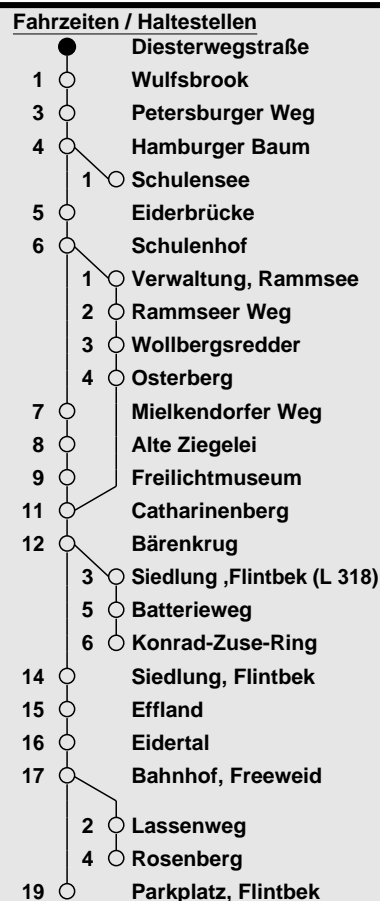 Fahrzeiten / Haltestellen
Diesterwegstraße
1 Wulfsbrook
3 Petersburger Weg
4 Hamburger Baum
1 Schulensee
5 Eiderbrücke
6 Schulenhof
1 Verwaltung, Rammsee
2 Rammseer Weg
3 Wollbergsredder
4 Osterberg
7 Mielkendorfer Weg
8 Alte Ziegelei
9 Freilichtmuseum
11 Catharinenberg
12 Bärenkrug
3 Siedlung ,Flintbek (L 318)
5 Batterieweg
6 Konrad-Zuse-Ring
14 Siedlung, Flintbek
15 Effland
16 Eidertal
17 Bahnhof, Freeweid
2 Lassenweg
4 Rosenberg
19 Parkplatz, Flintbek